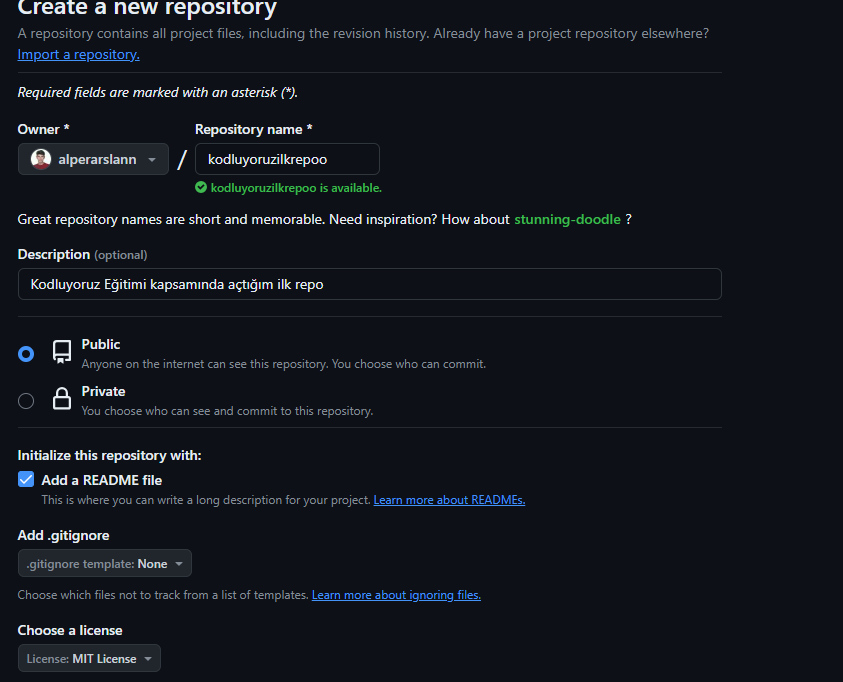 Create a new repository
A repository contains all project files, including the revision history. Already have a project repository elsewhere?
Import a repository.
Required fields are marked with an asterisk (*).
Owner * Repository name *
alperarslann / kodluyoruzilkrepoo
kodluyoruzilkrepoo is available.
Great repository names are short and memorable. Need inspiration? How about stunning-doodle ?
Description (optional)
Kodluyoruz Eğitimi kapsamında açtığım ilk repo
Public
Anyone on the internet can see this repository. You choose who can commit.
Private
You choose who can see and commit to this repository.
Initialize this repository with:
Add a README file
This is where you can write a long description for your project. Learn more about READMEs.
Add .gitignore
.gitignore template: None
Choose which files not to track from a list of templates. Learn more about ignoring files.
Choose a license
License: MIT License